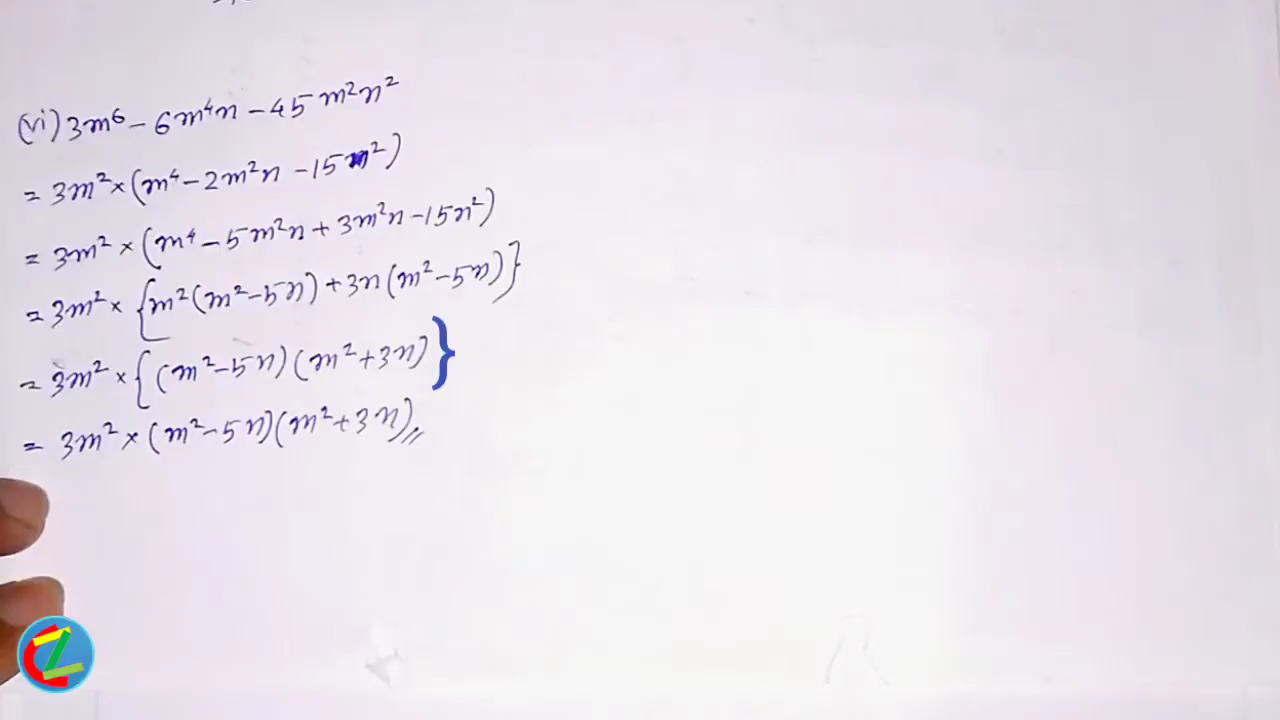 (vi) 3m⁶ - 6m⁴n - 45m²n²
= 3m² × (m⁴ - 2m²n - 15n²)
= 3m² × (m⁴ - 5m²n + 3m²n - 15n²)
= 3m² × {m²(m² - 5n) + 3n(m² - 5n)}
= 3m² × {(m² - 5n)(m² + 3n)}
= 3m² × (m² - 5n)(m² + 3n)//